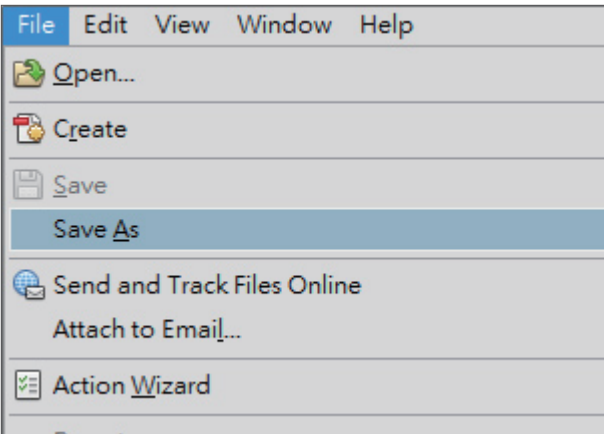 File Edit View Window Help
Open...
Create
Save
Save As
Send and Track Files Online
Attach to Email...
Action Wizard